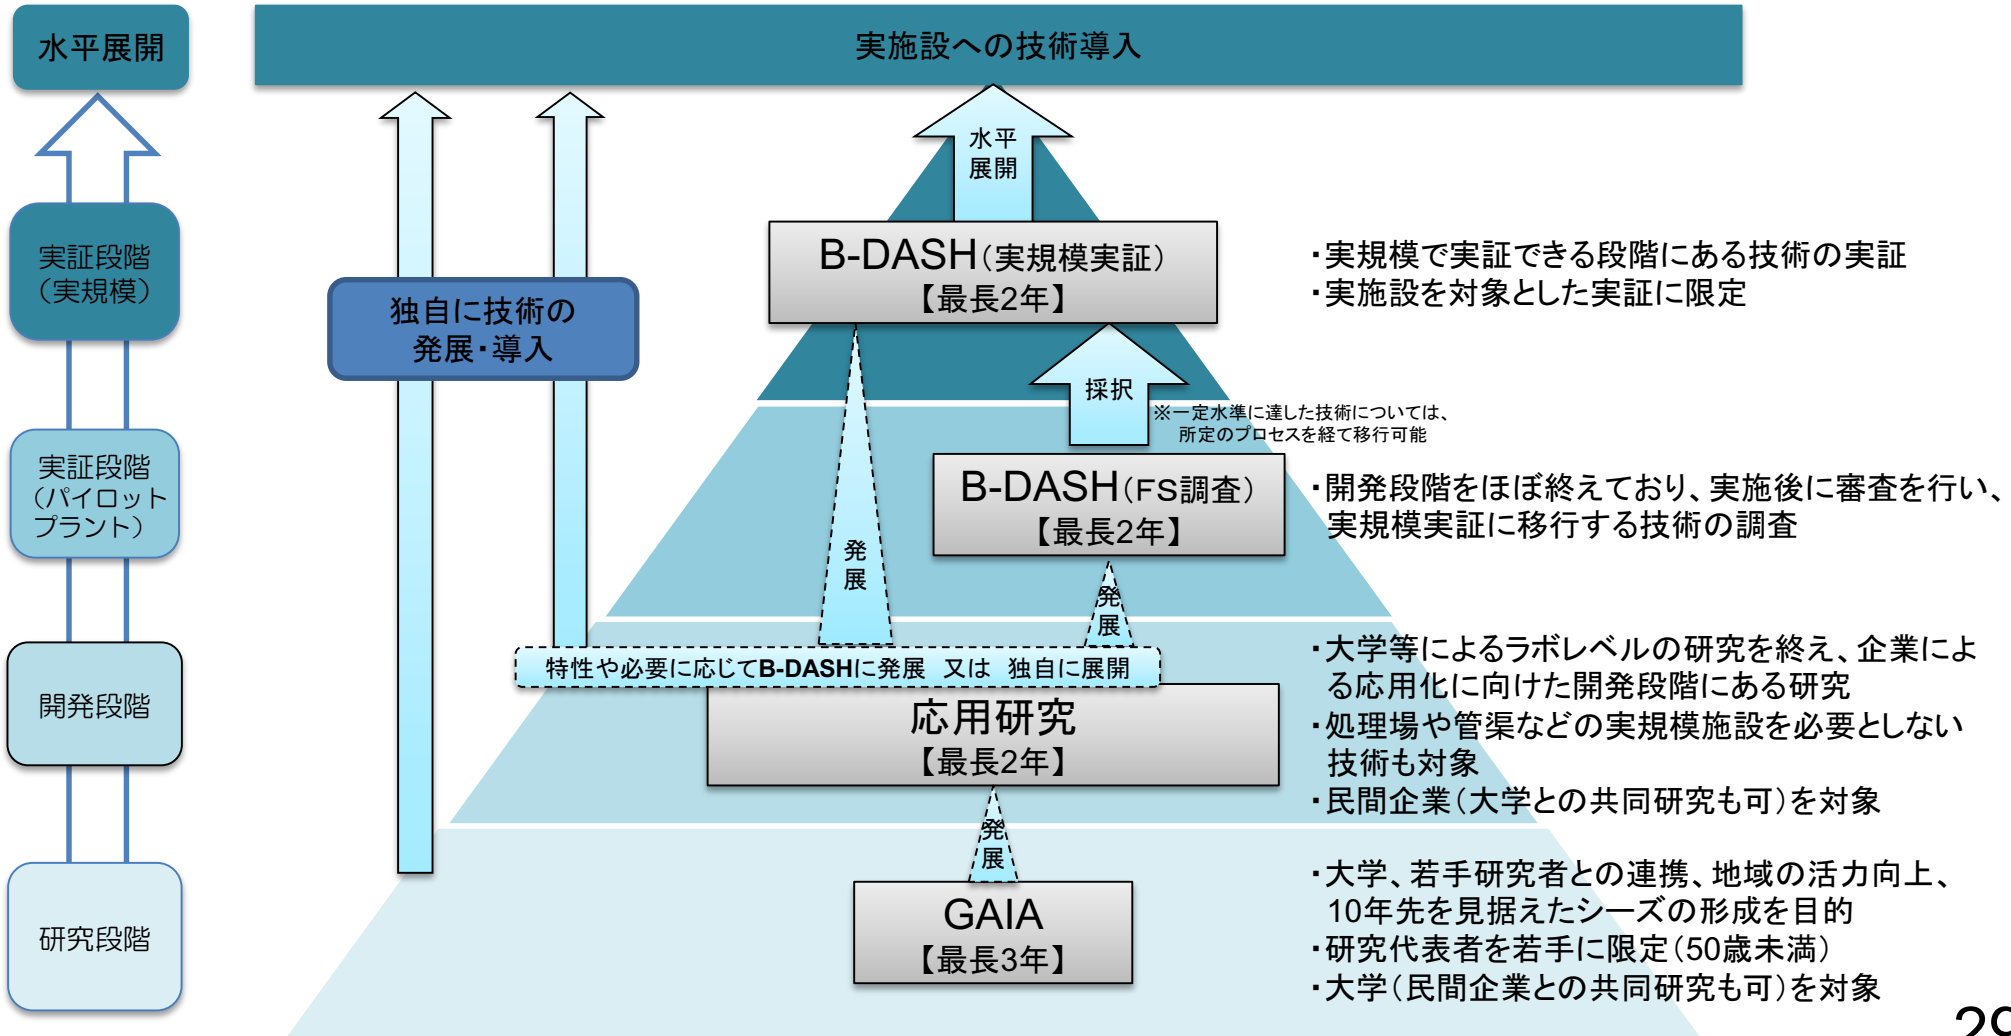 水平展開
実施設への技術導入
水平
展開
実証段階
（実規模）
B-DASH（実規模実証）
【最長2年】
・実規模で実証できる段階にある技術の実証
・実施設を対象とした実証に限定
独自に技術の
発展・導入
採択
※一定水準に達した技術については、
所定のプロセスを経て移行可能
実証段階
（パイロット
プラント）
B-DASH（FS調査）
【最長2年】
・開発段階をほぼ終えており、実施後に審査を行い、
実規模実証に移行する技術の調査
発
展
発
展
特性や必要に応じてB-DASHに発展　又は　独自に展開
開発段階
応用研究
【最長2年】
・大学等によるラボレベルの研究を終え、企業によ
る応用化に向けた開発段階にある研究
・処理場や管渠などの実規模施設を必要としない
技術も対象
・民間企業（大学との共同研究も可）を対象
発
展
研究段階
GAIA
【最長3年】
・大学、若手研究者との連携、地域の活力向上、
10年先を見据えたシーズの形成を目的
・研究代表者を若手に限定（50歳未満）
・大学（民間企業との共同研究も可）を対象
29